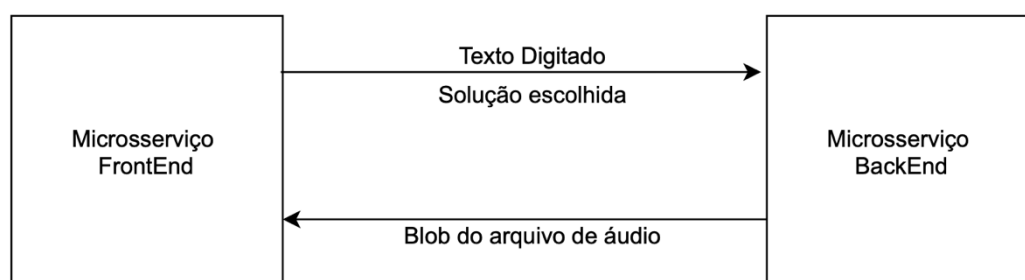 Texto Digitado
Solução escolhida
Microsserviço
FrontEnd
Microsserviço
BackEnd
Blob do arquivo de áudio